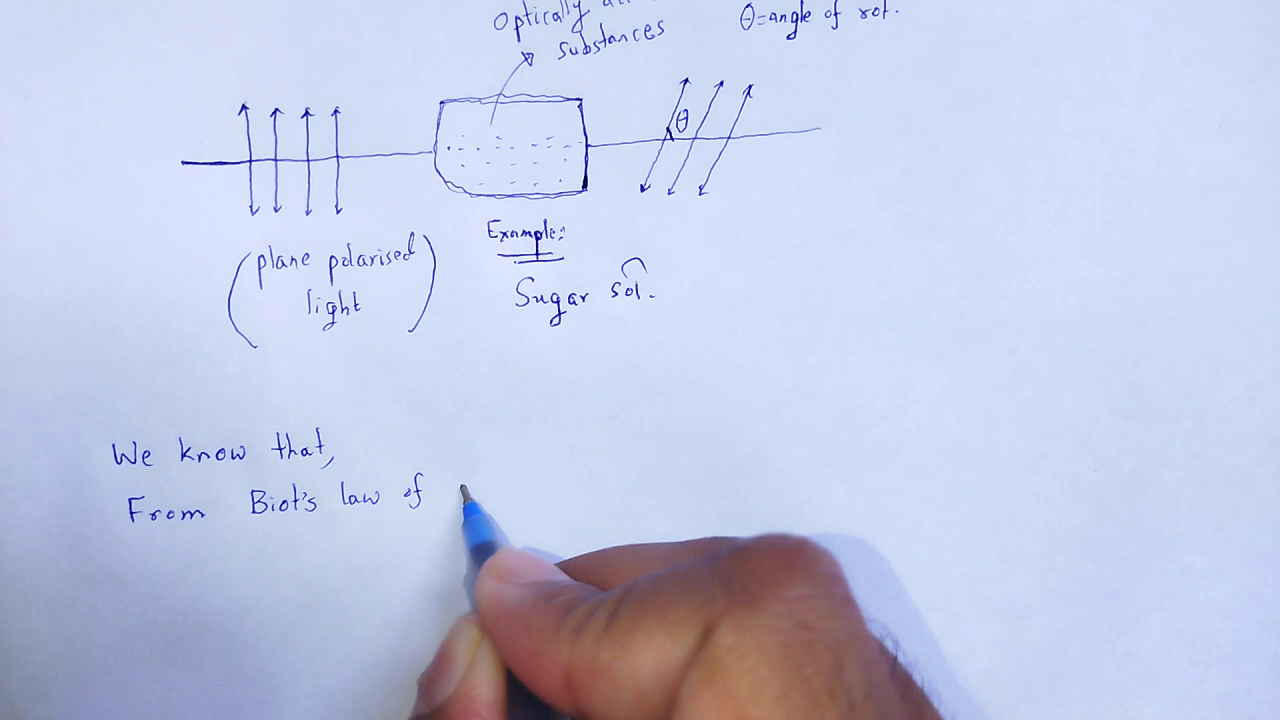 Optically
substances
θ=angle of rot.
θ
(plane polarised
light)
Example:
Sugar sol.
We know that,
From Biot's law of